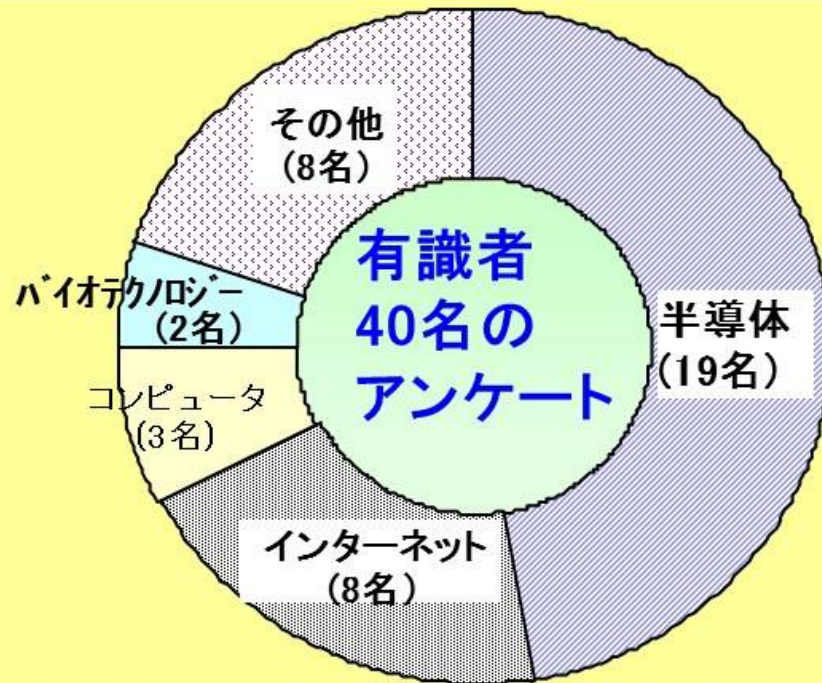 有識者
40名の
アンケート
半導体
(19名)
インターネット
(8名)
コンピュータ
(3名)
バイオテクノロジー
(2名)
その他
(8名)